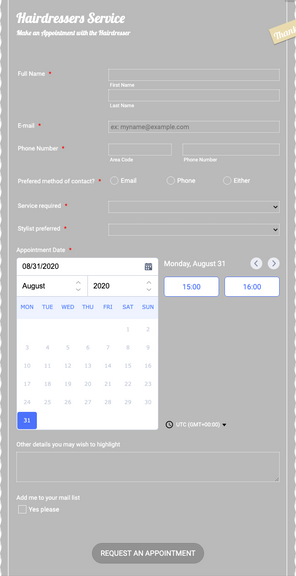 Hairdressers Service
Make an Appointment with the Hairdresser
Thank
Full Name *
First Name
Last Name
E-mail *
ex: myname@example.com
Phone Number *
Area Code
Phone Number
Prefered method of contact? *
Email
Phone
Either
Service required *
Stylist preferred *
Appointment Date *
08/31/2020
August
2020
MON TUE WED THU FRI SAT SUN
1 2
3 4 5 6 7 8 9
10 11 12 13 14 15 16
17 18 19 20 21 22 23
24 25 26 27 28 29 30
31
Monday, August 31
15:00
16:00
UTC (GMT+00:00)
Other details you may wish to highlight
Add me to your mail list
Yes please
REQUEST AN APPOINTMENT